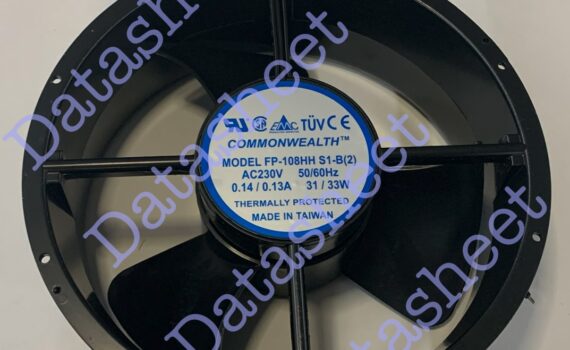 COMMONWEALTH™
MODEL FP-108HH S1-B(2)
AC230V 50/60Hz
0.14 / 0.13A 31 / 33W
THERMALLY PROTECTED
MADE IN TAIWAN
TÜV CE
Datasheet
Datasheet
Datasheet
Datasheet